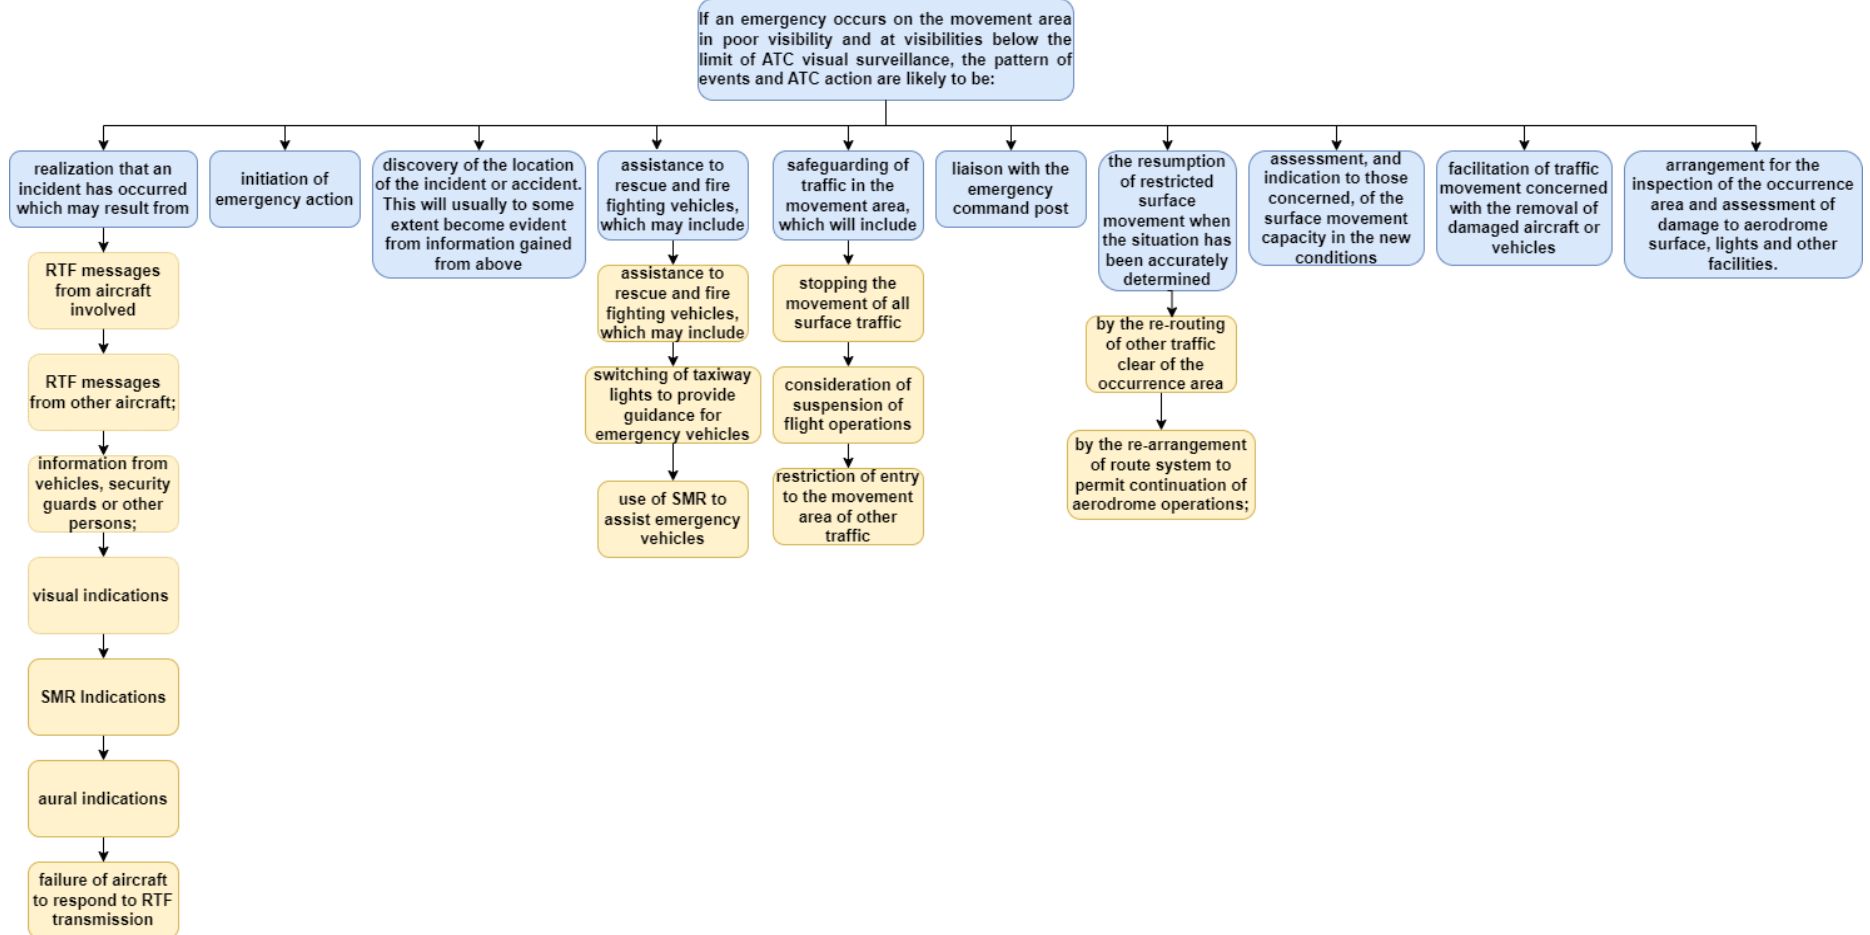 If an emergency occurs on the movement area
in poor visibility and at visibilities below the
limit of ATC visual surveillance, the pattern of
events and ATC action are likely to be:
realization that an
incident has occurred
which may result from
RTF messages
from aircraft
involved
RTF messages
from other aircraft;
information from
vehicles, security
guards or other
persons;
visual indications
SMR Indications
aural indications
failure of aircraft
to respond to RTF
transmission
initiation of
emergency action
discovery of the location
of the incident or accident.
This will usually to some
extent become evident
from information gained
from above
assistance to
rescue and fire
fighting vehicles,
which may include
assistance to
rescue and fire
fighting vehicles,
which may include
switching of taxiway
lights to provide
guidance for
emergency vehicles
use of SMR to
assist emergency
vehicles
safeguarding of
traffic in the
movement area,
which will include
stopping the
movement of all
surface traffic
consideration of
suspension of
flight operations
restriction of entry
to the movement
area of other
traffic
liaison with the
emergency
command post
the resumption
of restricted
surface
movement when
the situation has
been accurately
determined
by the re-routing
of other traffic
clear of the
occurrence area
by the re-arrangement
of route system to
permit continuation of
aerodrome operations;
assessment, and
indication to those
concerned, of the
surface movement
capacity in the new
conditions
facilitation of traffic
movement concerned
with the removal of
damaged aircraft or
vehicles
arrangement for the
inspection of the occurrence
area and assessment of
damage to aerodrome
surface, lights and other
facilities.